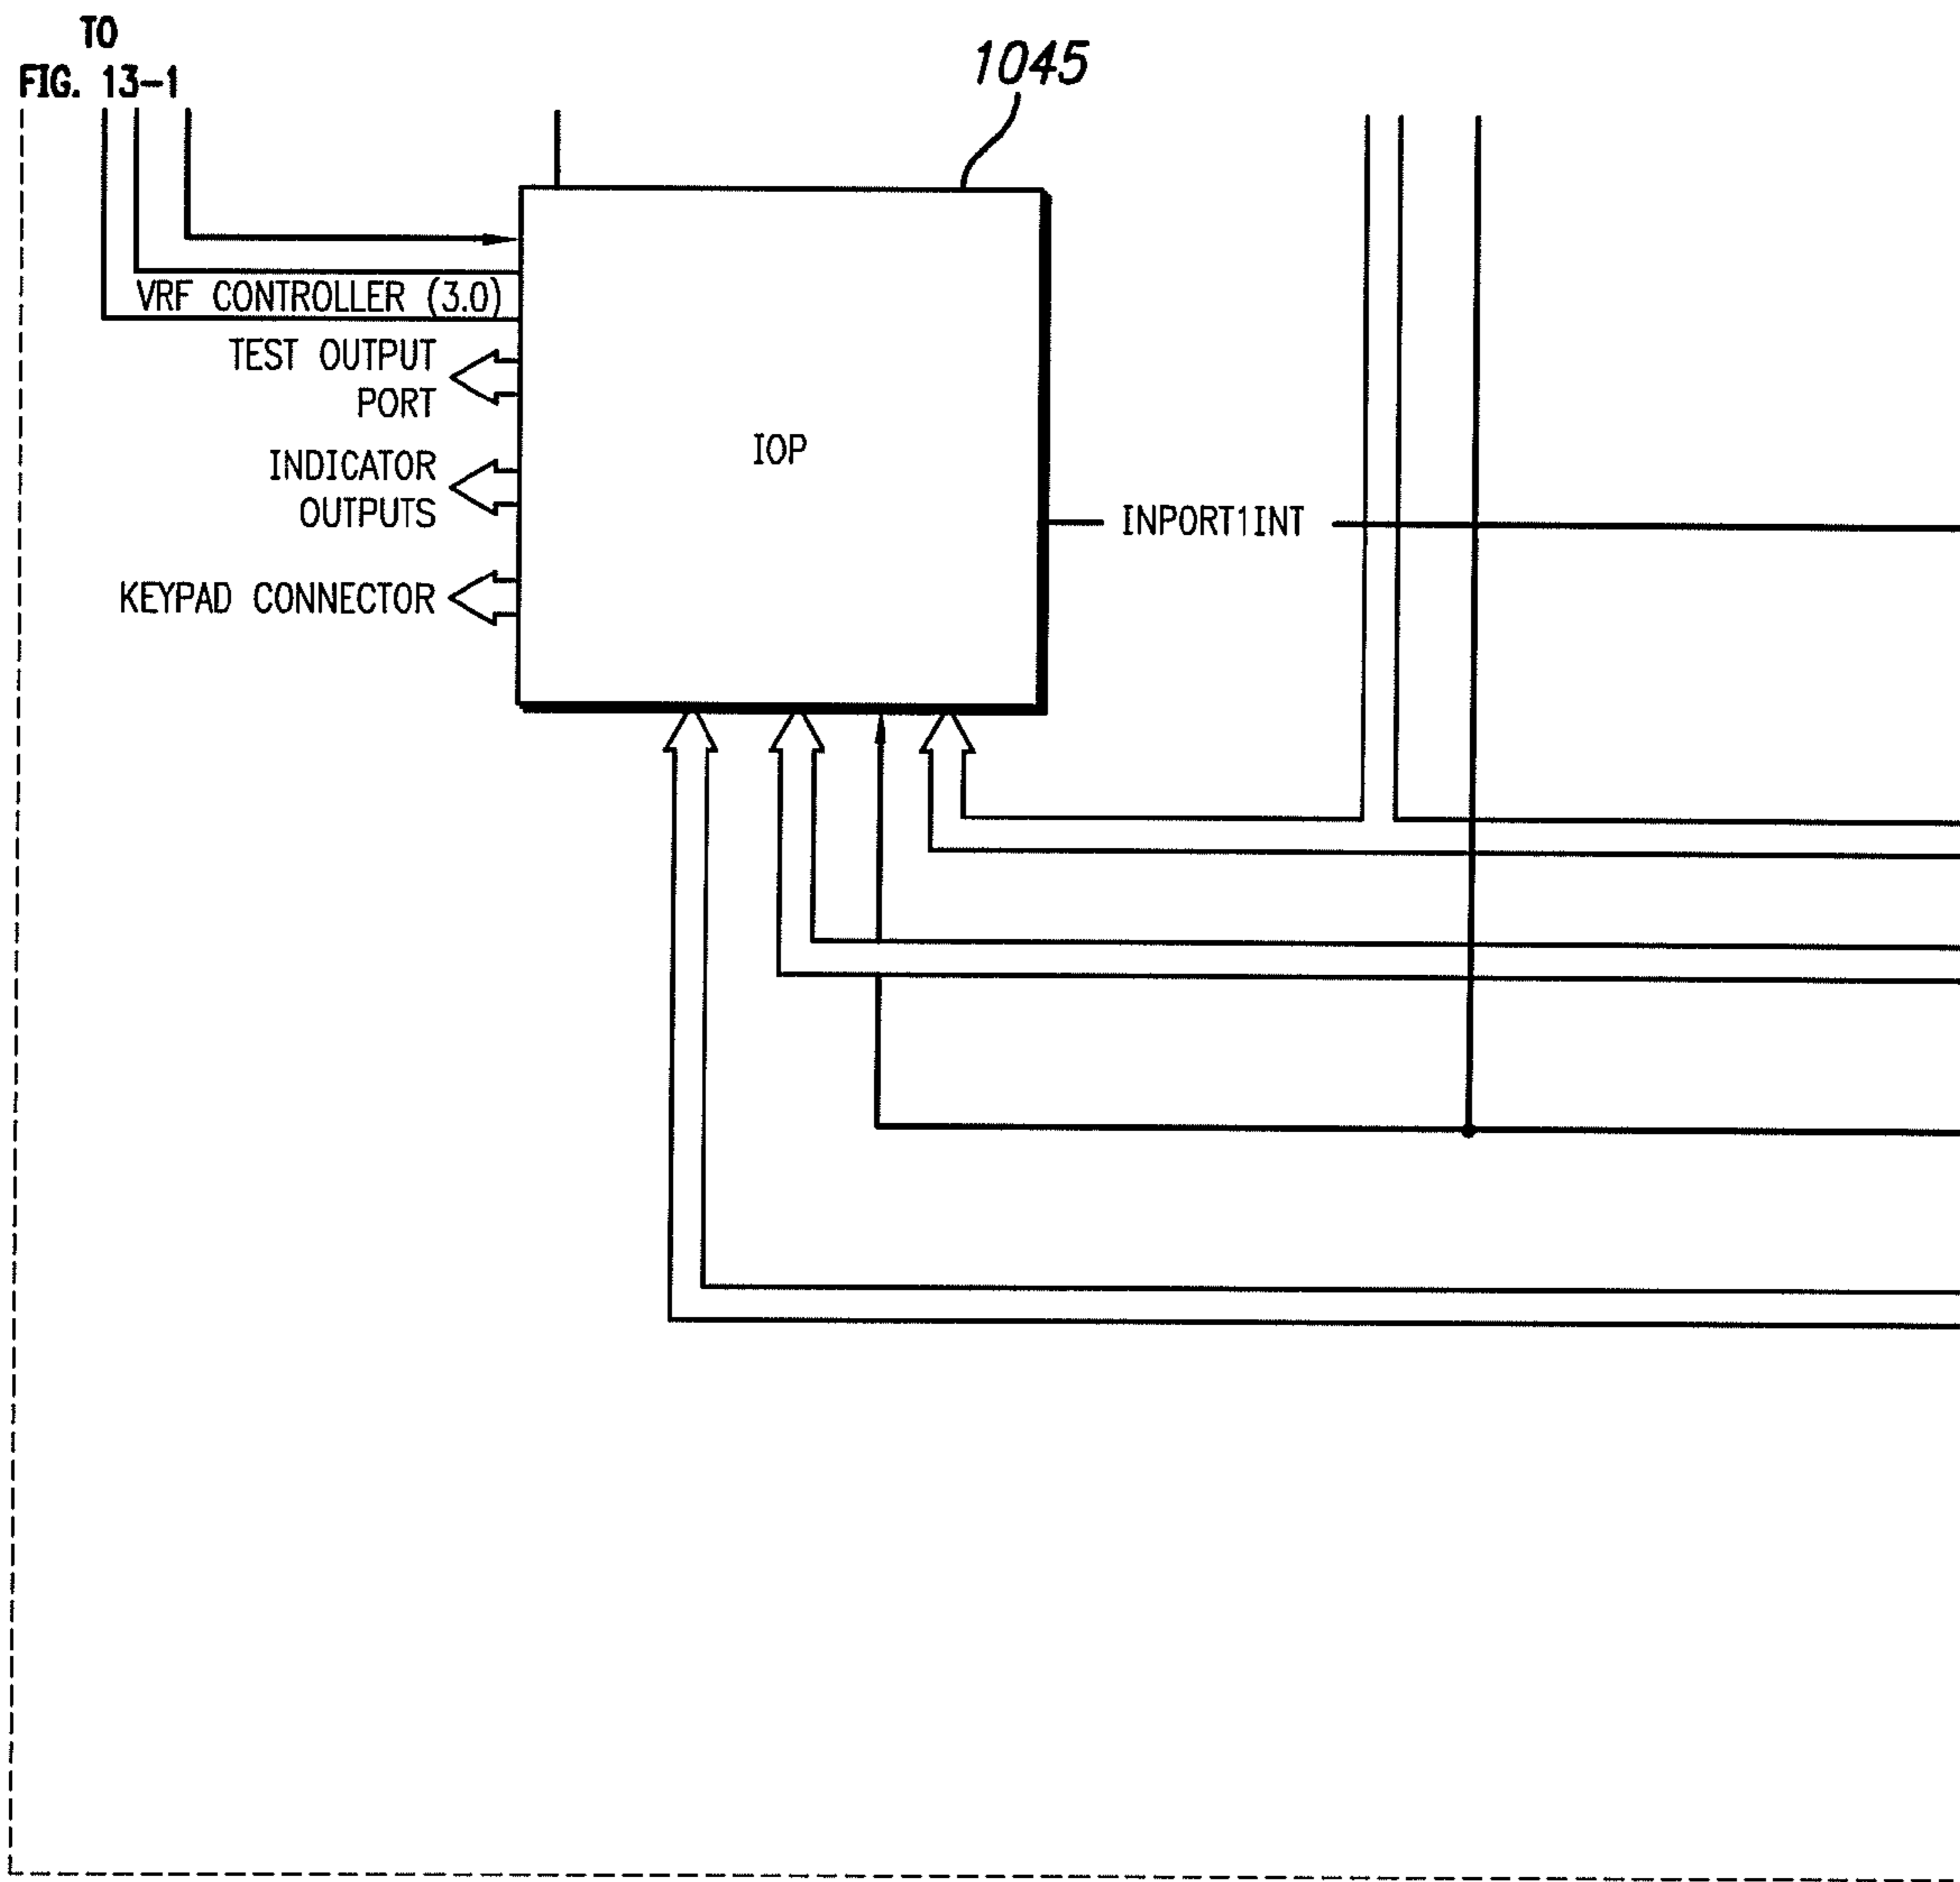 TO
FIG. 13-1
1045
VRF CONTROLLER (3.0)
TEST OUTPUT
PORT
IOP
INDICATOR
OUTPUTS
INPORT1INT
KEYPAD CONNECTOR